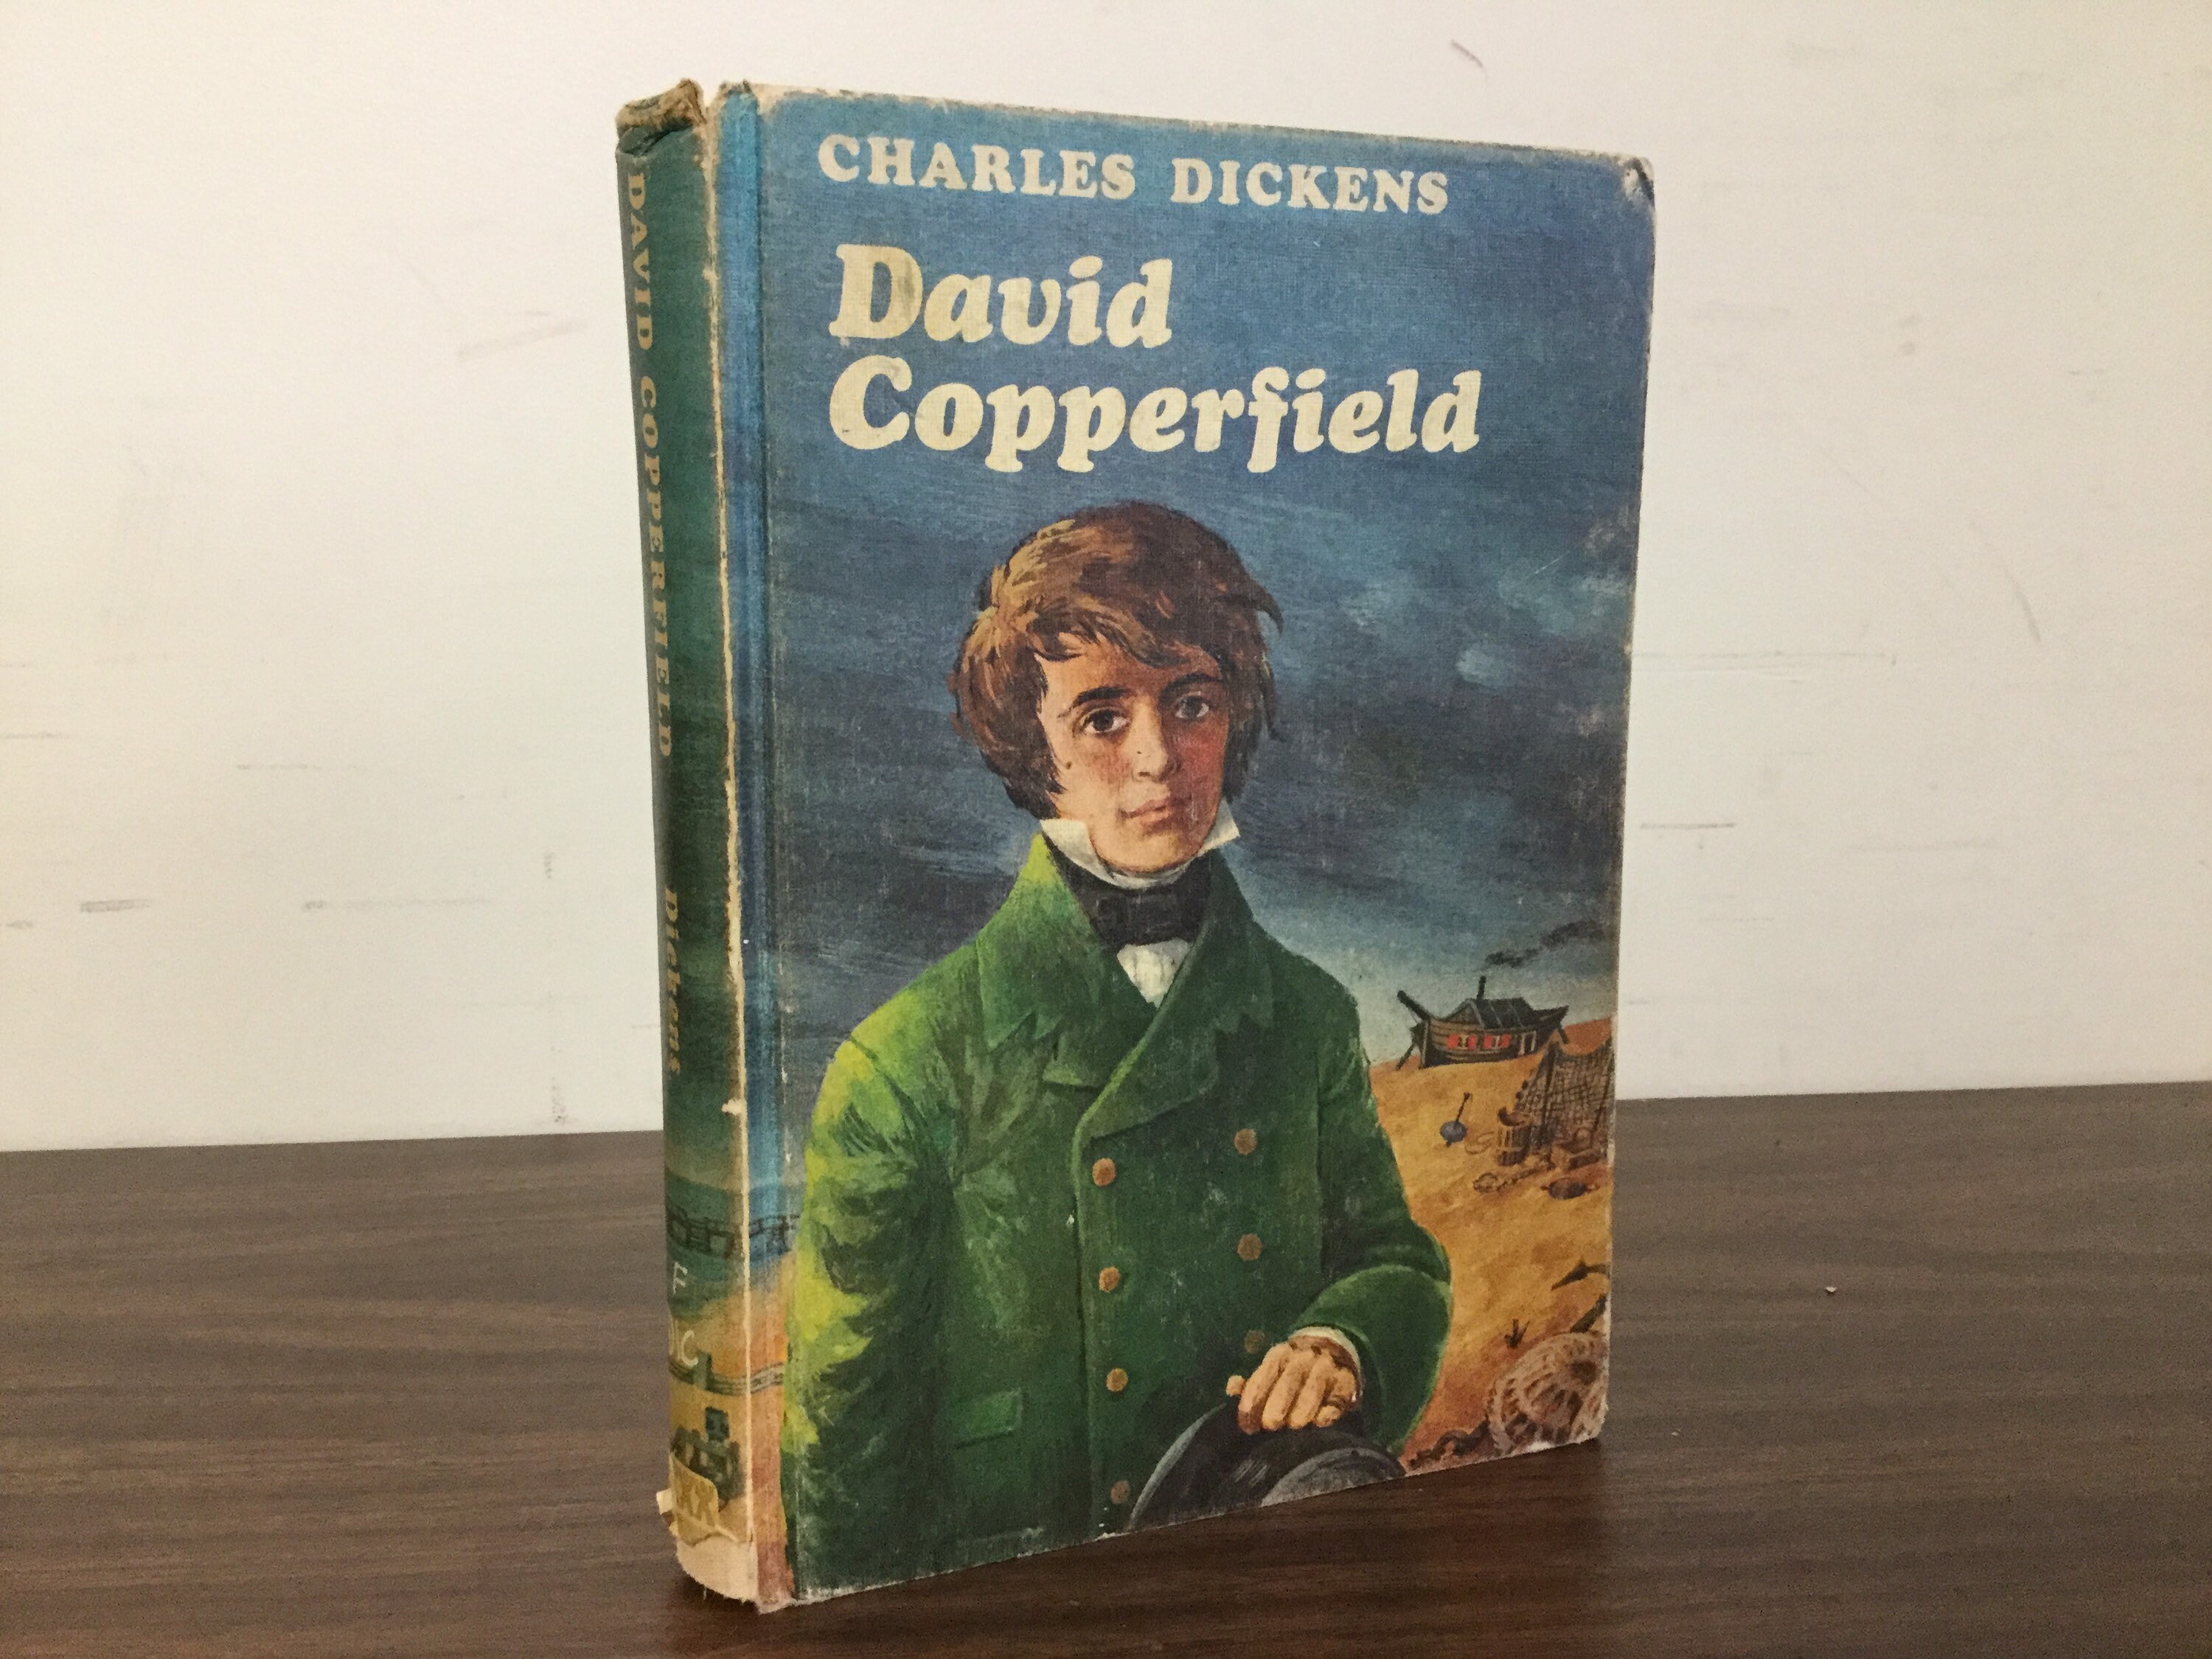 CHARLES DICKENS
David
Copperfield
DAVID COPPERFIELD
Dickens
F